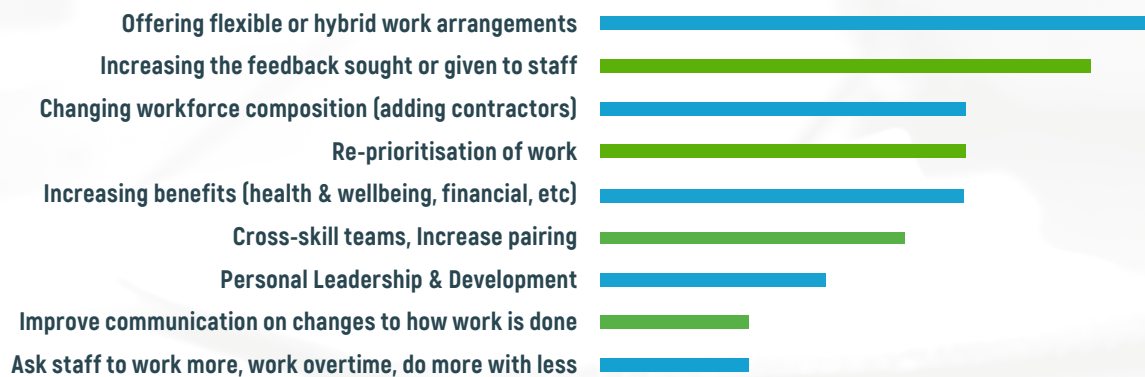 Offering flexible or hybrid work arrangements
Increasing the feedback sought or given to staff
Changing workforce composition (adding contractors)
Re-prioritisation of work
Increasing benefits (health & wellbeing, financial, etc)
Cross-skill teams, Increase pairing
Personal Leadership & Development
Improve communication on changes to how work is done
Ask staff to work more, work overtime, do more with less